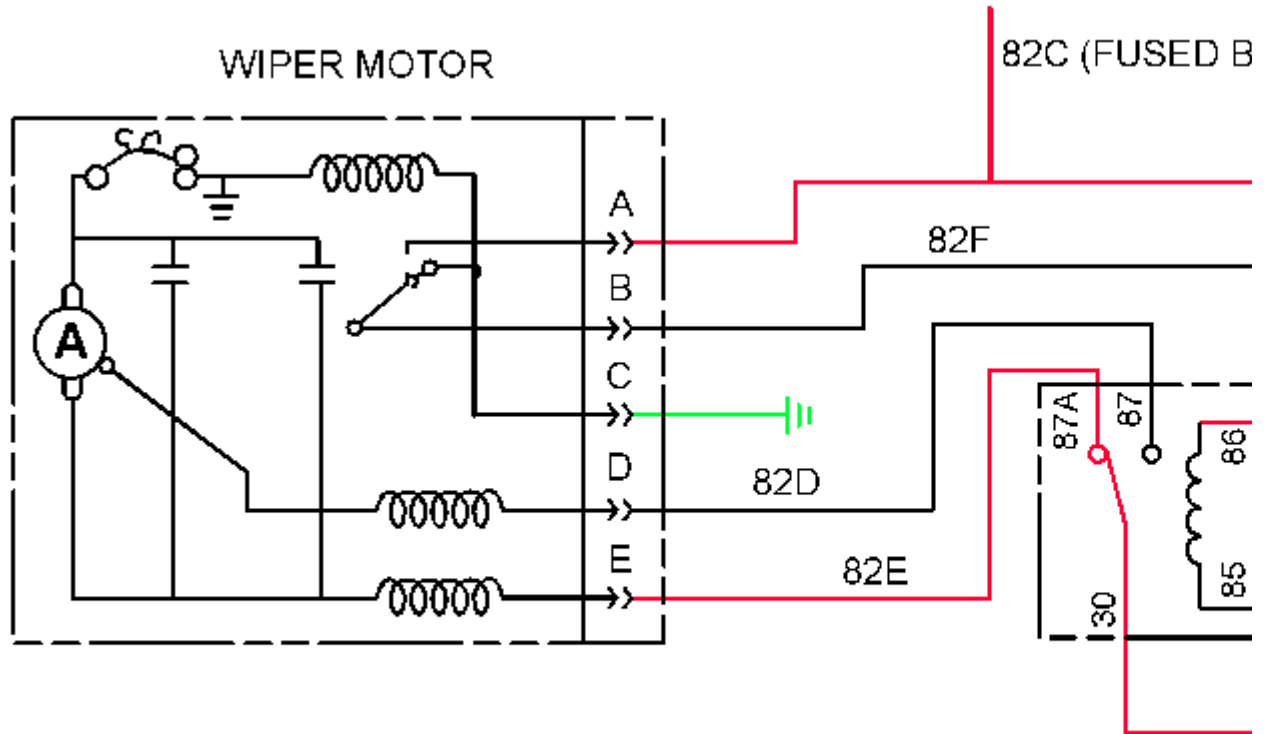 WIPER MOTOR
82C (FUSED B
A
82F
B
A
C
87A
87
86
D
82D
E
82E
30
85